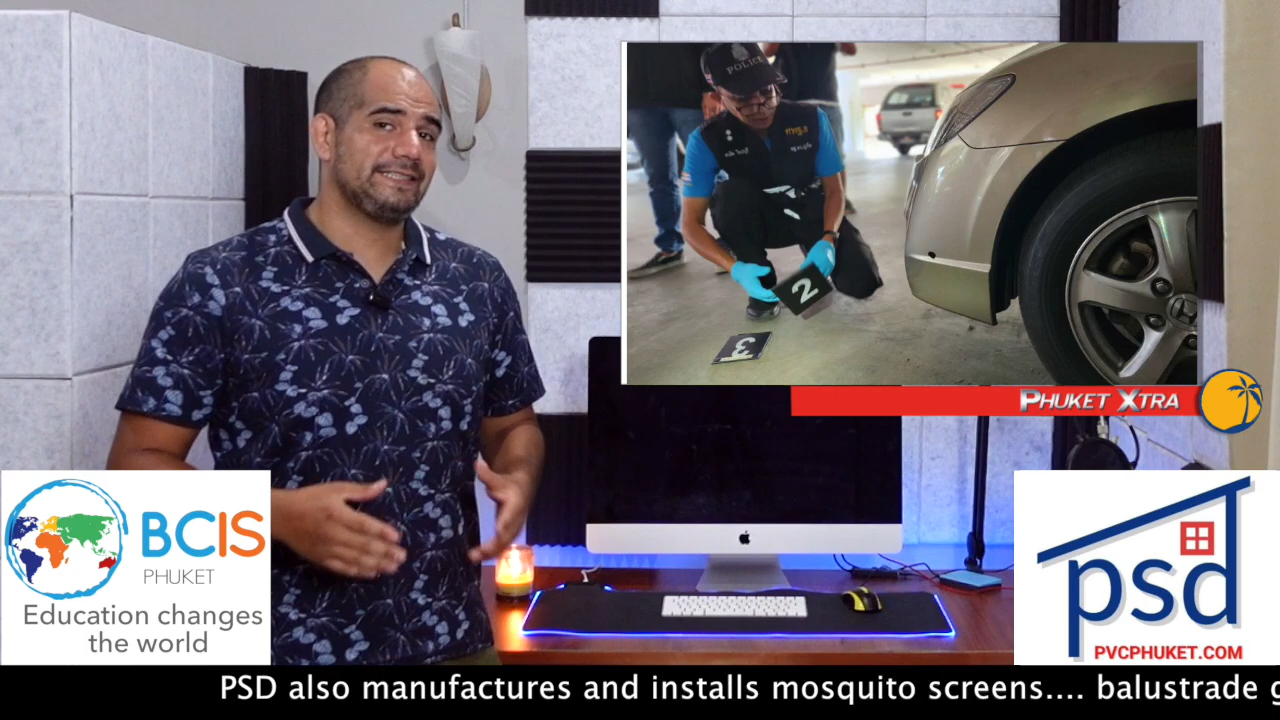 POLICE
2
3
PHUKET XTRA
BCIS
PHUKET
Education changes
the world
psd
PVCPHUKET.COM
PSD also manufactures and installs mosquito screens.... balustrade g